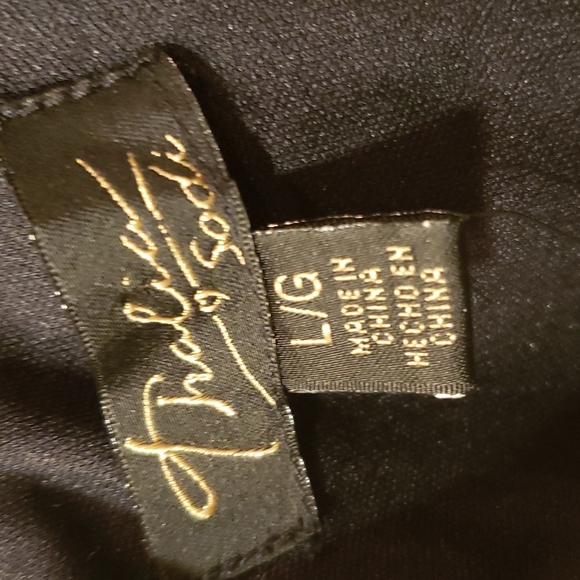 Thalia
Sodi
L/G
MADE IN
CHINA
HECHO EN
CHINA